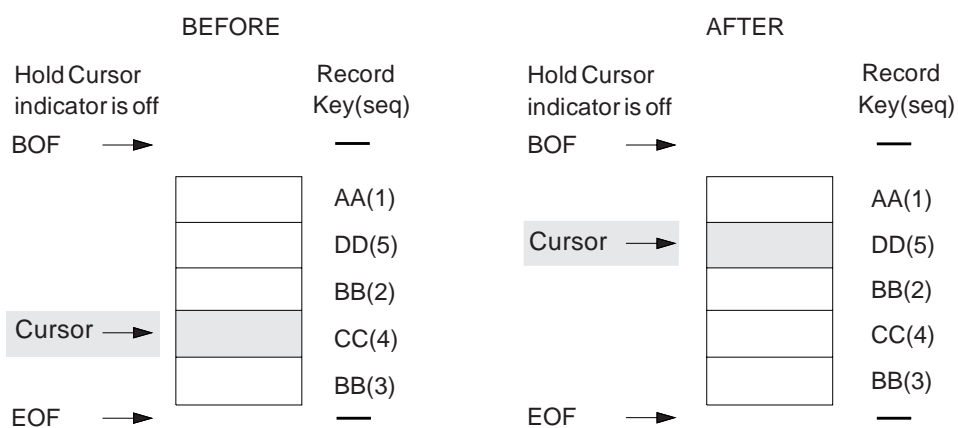 BEFORE
Hold Cursor
indicator is off
Record
Key(seq)
BOF
AA(1)
DD(5)
BB(2)
Cursor
CC(4)
BB(3)
EOF
AFTER
Hold Cursor
indicator is off
Record
Key(seq)
BOF
AA(1)
Cursor
DD(5)
BB(2)
CC(4)
BB(3)
EOF